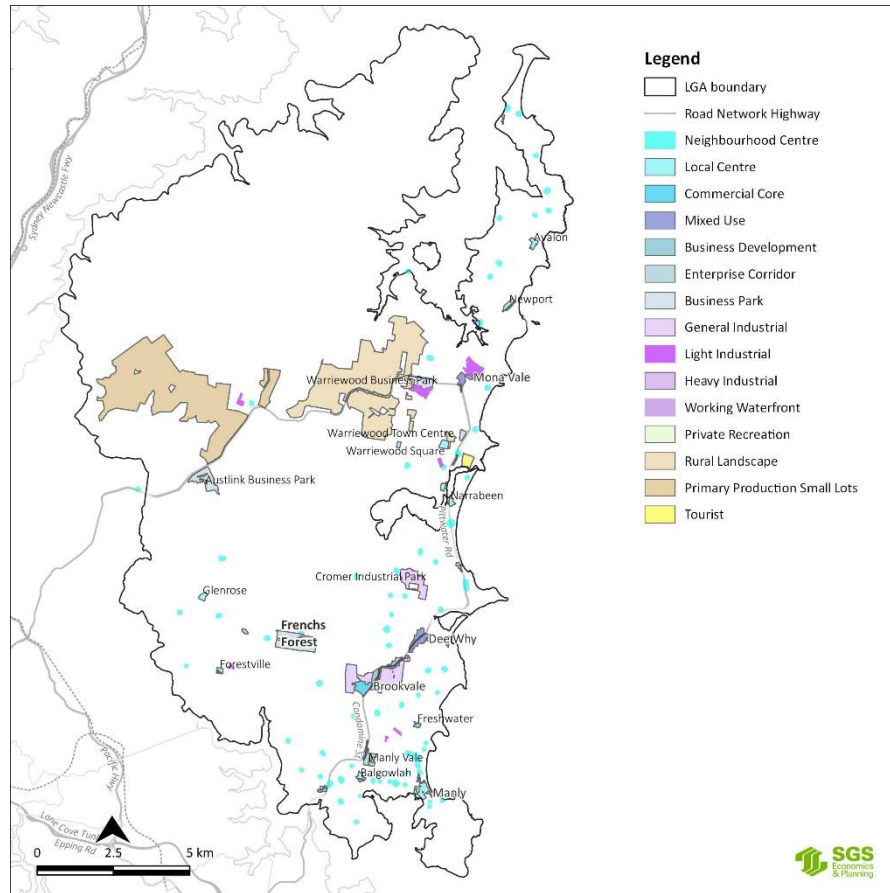 Legend
LGA boundary
Road Network Highway
Neighbourhood Centre
Local Centre
Commercial Core
Mixed Use
Business Development
Enterprise Corridor
Business Park
General Industrial
Light Industrial
Heavy Industrial
Working Waterfront
Private Recreation
Rural Landscape
Primary Production Small Lots
Tourist
Sydney Newcastle Fwy
Avalon
Newport
Warriewood Business Park
Mona Vale
Warriewood Town Centre
Warriewood Square
Austlink Business Park
Narrabeen
Pittwater Rd
Cromer Industrial Park
Glenrose
Frenchs
Forest
Dee Why
Forestville
Brookvale
Freshwater
Condamine St
Manly Vale
Balgowlah
Manly
Pacific Hwy
Lane Cove Tunn
Epping Rd
0 2.5 5 km
SGS
Economics
& Planning